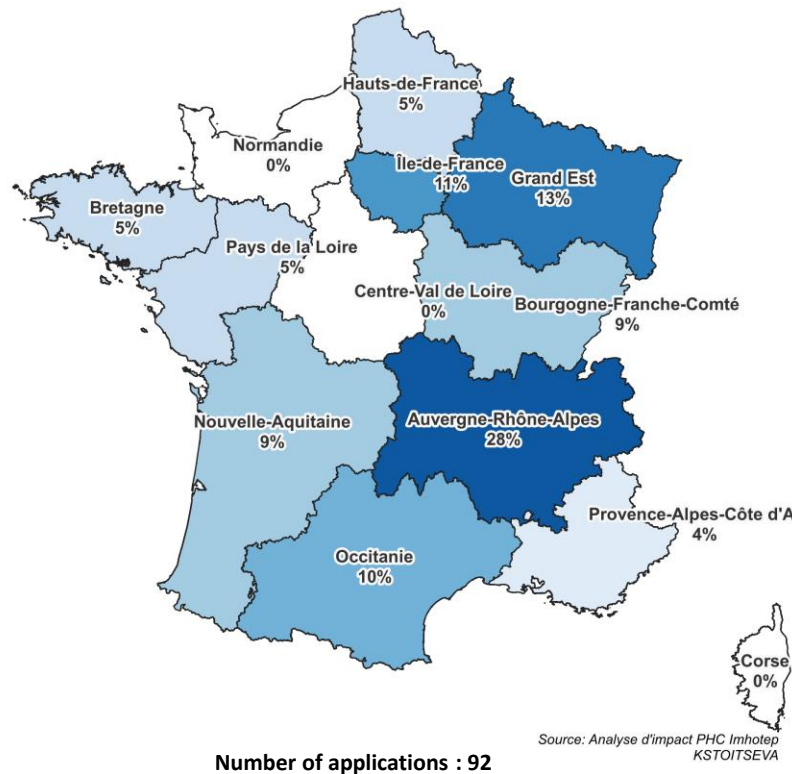 Hauts-de-France
5%
Normandie
0%
Île-de-France
11%
Grand Est
13%
Bretagne
5%
Pays de la Loire
5%
Centre-Val de Loire
0%
Bourgogne-Franche-Comté
9%
Nouvelle-Aquitaine
9%
Auvergne-Rhône-Alpes
28%
Provence-Alpes-Côte d'A
4%
Occitanie
10%
Corse
0%
Source: Analyse d'impact PHC Imhotep
KSTOITSEVA
Number of applications : 92